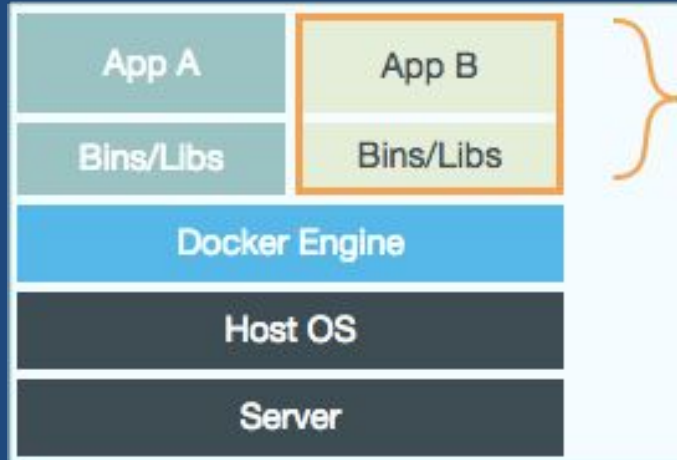 App A
App B
Bins/Libs
Bins/Libs
Docker Engine
Host OS
Server